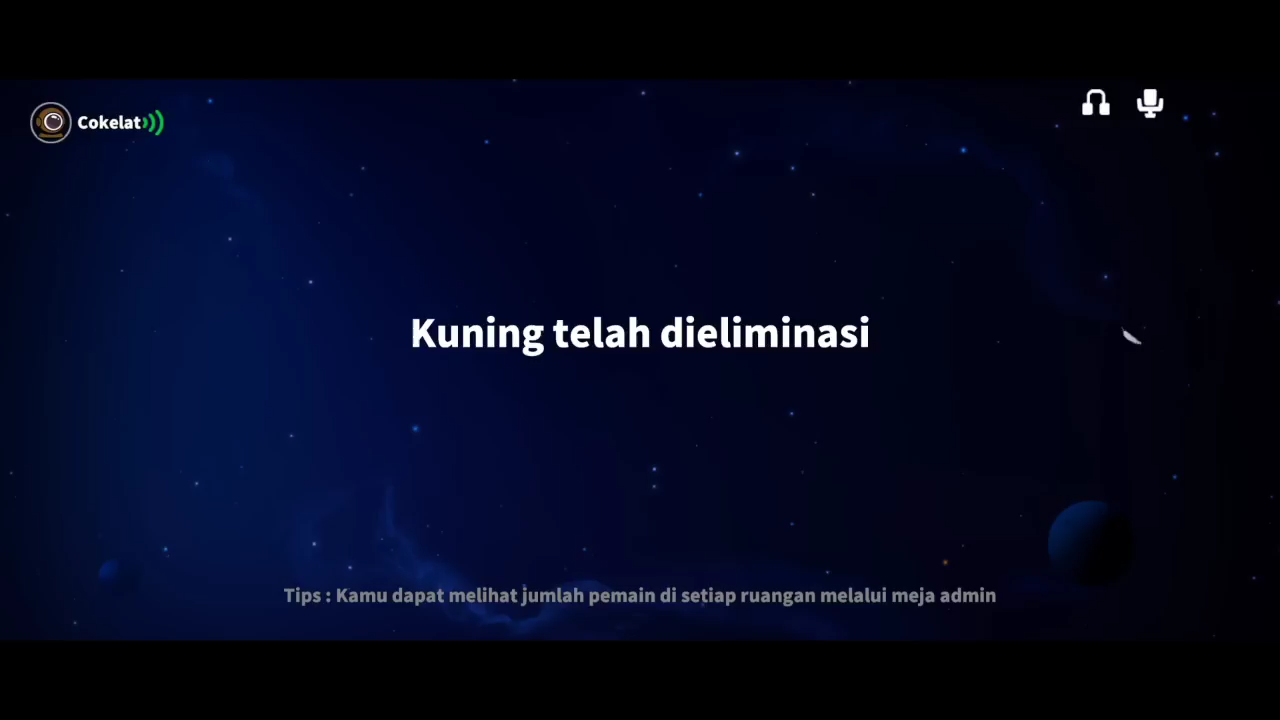 Cokelat
Kuning telah dieliminasi
Tips : Kamu dapat melihat jumlah pemain di setiap ruangan melalui meja admin